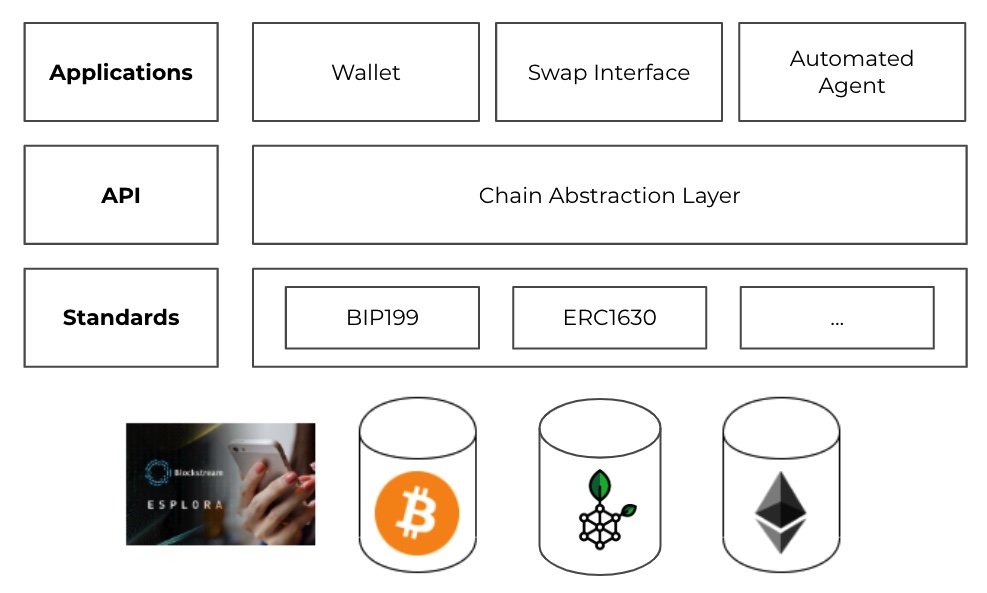 Applications
Wallet
Swap Interface
Automated
Agent
API
Chain Abstraction Layer
Standards
BIP199
ERC1630
...
Blockstream
ESPLORA